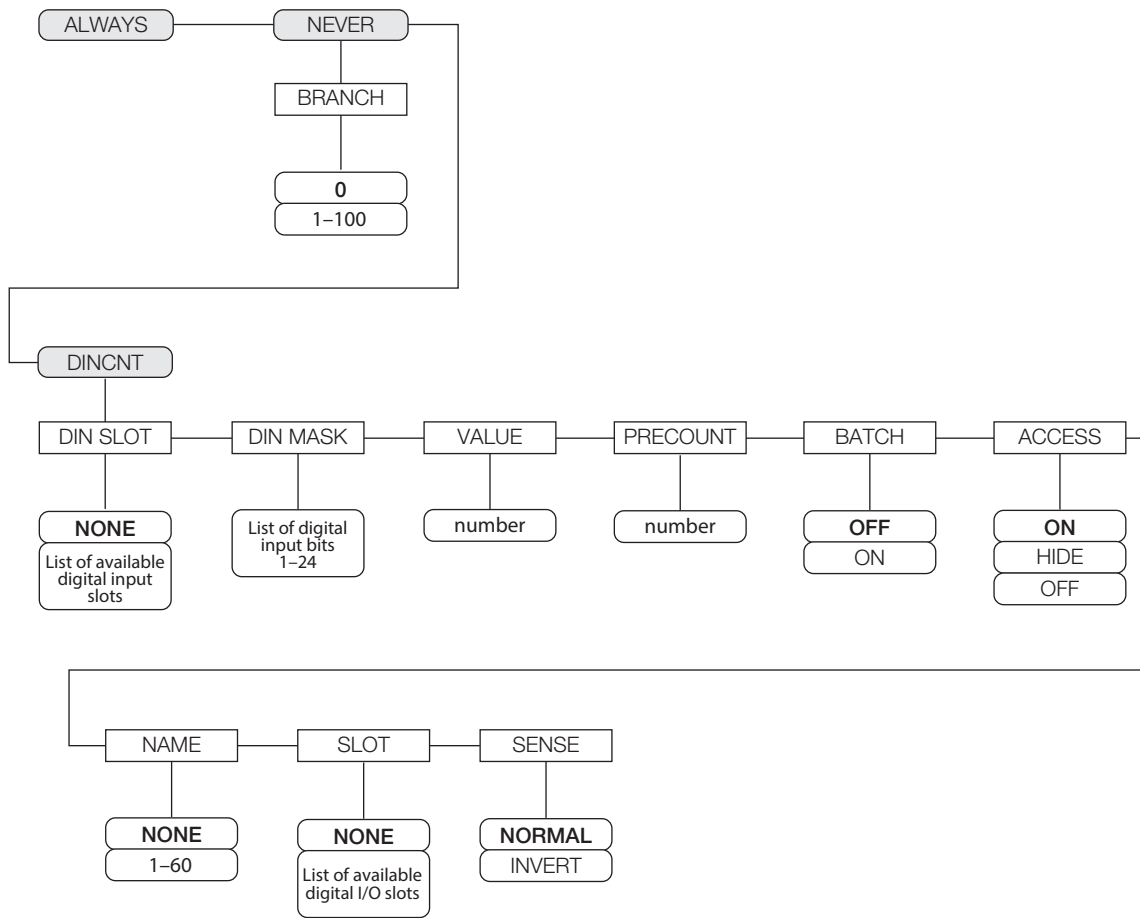 ALWAYS
NEVER
BRANCH
0
1–100
DINCNT
DIN SLOT
DIN MASK
VALUE
PRECOUNT
BATCH
ACCESS
NONE
List of available
digital input
slots
List of digital
input bits
1–24
number
number
OFF
ON
ON
HIDE
OFF
NAME
SLOT
SENSE
NONE
1–60
NONE
List of available
digital I/O slots
NORMAL
INVERT